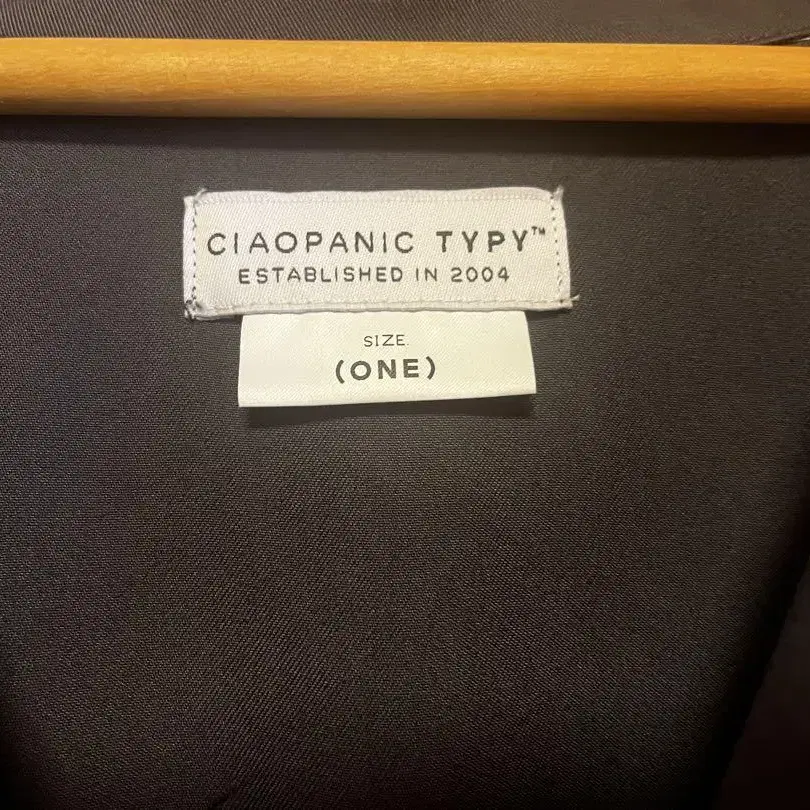 CIAOPANIC TYPY™
ESTABLISHED IN 2004
SIZE.
(ONE)